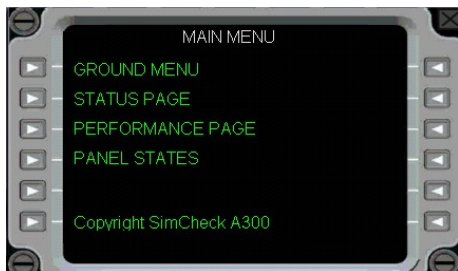 MAIN MENU
GROUND MENU
STATUS PAGE
PERFORMANCE PAGE
PANEL STATES
Copyright SimCheck A300